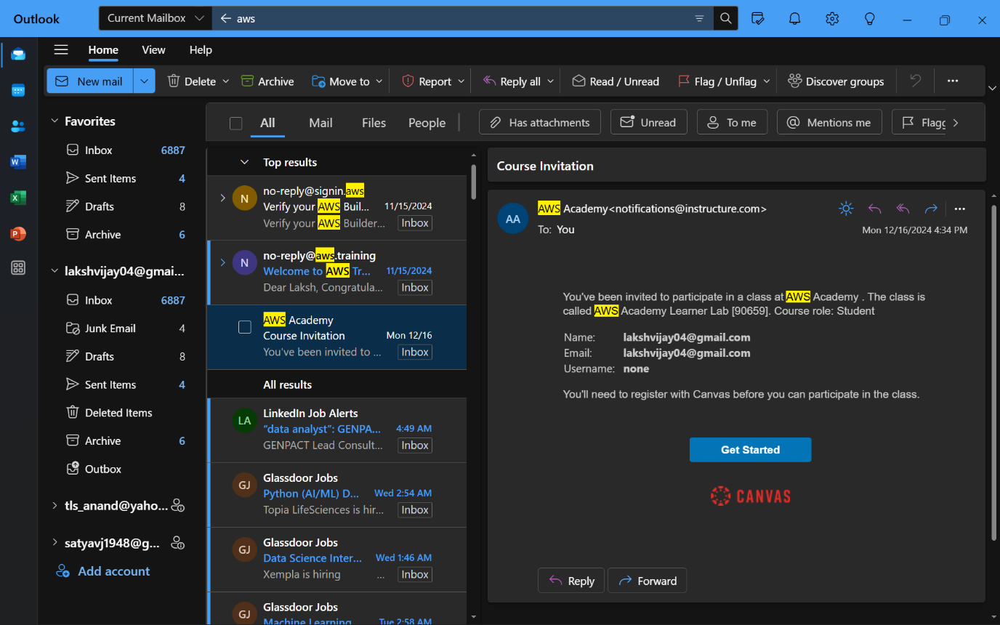 Outlook
Current Mailbox
aws
Home View Help
New mail Delete Archive Move to Report Reply all Read / Unread Flag / Unflag Discover groups
Favorites
Inbox 6887
Sent Items 4
Drafts 8
Archive 6
lakshvijay04@gmai...
Inbox 6887
Junk Email 4
Drafts 8
Sent Items 4
Deleted Items
Archive 6
Outbox
tls_anand@yaho...
satyavj1948@g...
Add account
All Mail Files People Has attachments Unread To me Mentions me Flagg
Top results
N
no-reply@signin.aws
Verify your AWS Buil... 11/15/2024
Verify your AWS Builder... Inbox
N
no-reply@aws.training
Welcome to AWS Tr... 11/15/2024
Dear Laksh, Congratula... Inbox
AWS Academy
Course Invitation Mon 12/16
You've been invited to ... Inbox
All results
LA
LinkedIn Job Alerts
“data analyst”: GENPA... 4:49 AM
GENPACT Lead Consult... Inbox
GJ
Glassdoor Jobs
Python (AI/ML) D... Wed 2:54 AM
Topia LifeSciences is hir... Inbox
GJ
Glassdoor Jobs
Data Science Inter... Wed 1:46 AM
Xempla is hiring ... Inbox
GJ
Glassdoor Jobs
Machine Learning Tue 2:58 AM
Course Invitation
AA
AWS Academy<notifications@instructure.com>
To: You
Mon 12/16/2024 4:34 PM
You've been invited to participate in a class at AWS Academy . The class is
called AWS Academy Learner Lab [90659]. Course role: Student
Name: lakshvijay04@gmail.com
Email: lakshvijay04@gmail.com
Username: none
You'll need to register with Canvas before you can participate in the class.
Get Started
CANVAS
Reply Forward